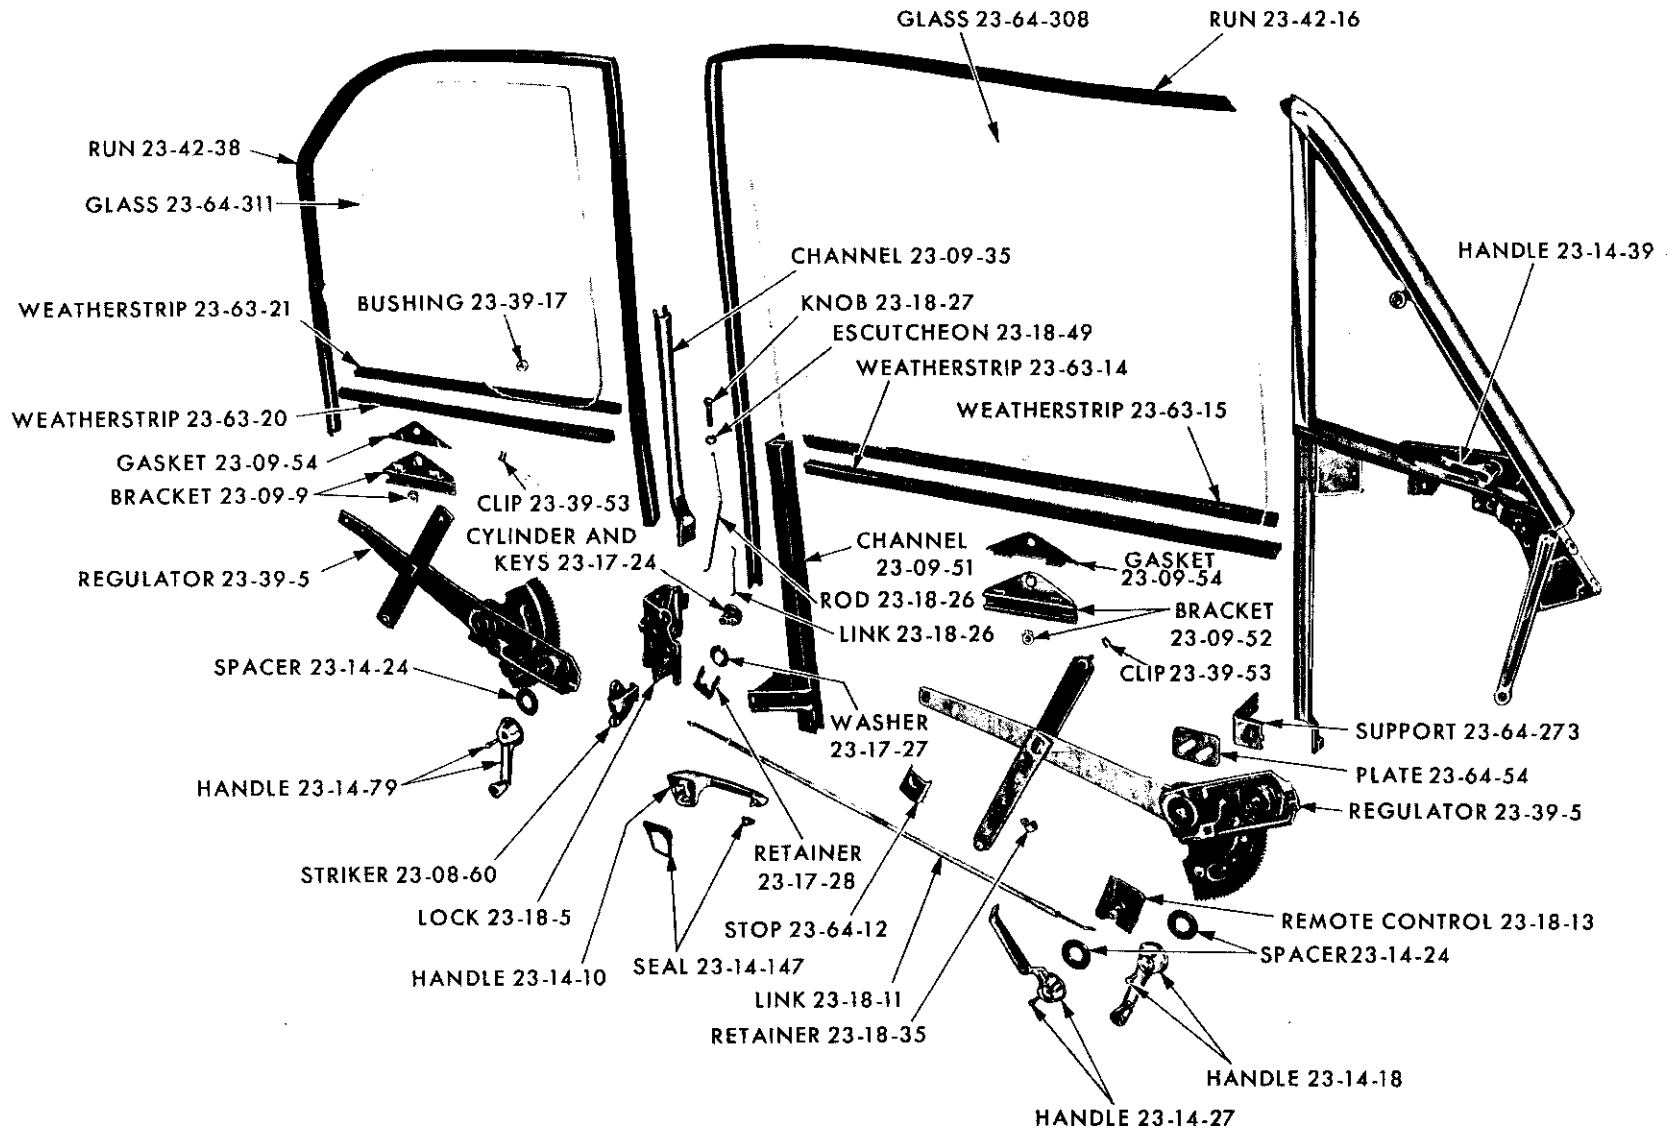 GLASS 23-64-308
RUN 23-42-16
RUN 23-42-38
GLASS 23-64-311
HANDLE 23-14-39
CHANNEL 23-09-35
WEATHERSTRIP 23-63-21
BUSHING 23-39-17
KNOB 23-18-27
ESCUTCHEON 23-18-49
WEATHERSTRIP 23-63-14
WEATHERSTRIP 23-63-20
WEATHERSTRIP 23-63-15
GASKET 23-09-54
BRACKET 23-09-9
CLIP 23-39-53
CYLINDER AND
KEYS 23-17-24
CHANNEL
23-09-51
GASKET
23-09-54
REGULATOR 23-39-5
ROD 23-18-26
BRACKET
23-09-52
LINK 23-18-26
SPACER 23-14-24
CLIP 23-39-53
WASHER
23-17-27
SUPPORT 23-64-273
HANDLE 23-14-79
PLATE 23-64-54
REGULATOR 23-39-5
STRIKER 23-08-60
RETAINER
23-17-28
LOCK 23-18-5
STOP 23-64-12
REMOTE CONTROL 23-18-13
HANDLE 23-14-10
SEAL 23-14-147
SPACER 23-14-24
LINK 23-18-11
RETAINER 23-18-35
HANDLE 23-14-18
HANDLE 23-14-27